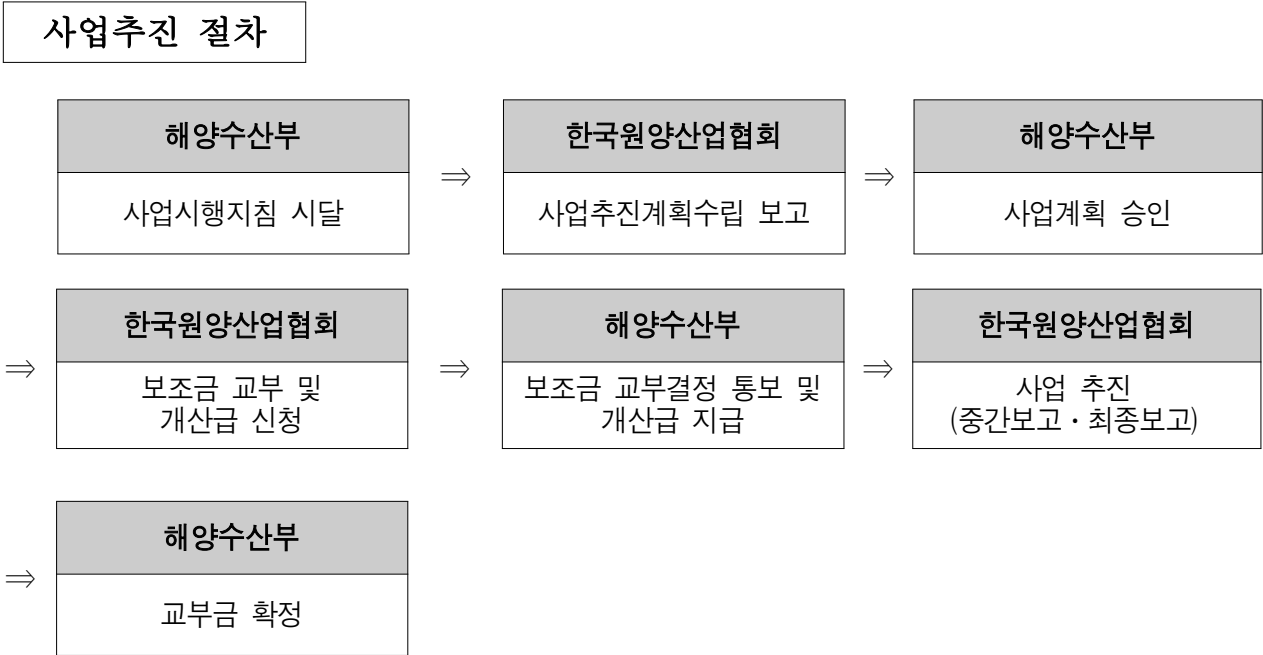 사업추진 절차
해양수산부
사업시행지침 시달
⇒
한국원양산업협회
사업추진계획수립 보고
⇒
해양수산부
사업계획 승인
⇒
한국원양산업협회
보조금 교부 및
개산급 신청
⇒
해양수산부
보조금 교부결정 통보 및
개산급 지급
⇒
한국원양산업협회
사업 추진
(중간보고・최종보고)
⇒
해양수산부
교부금 확정